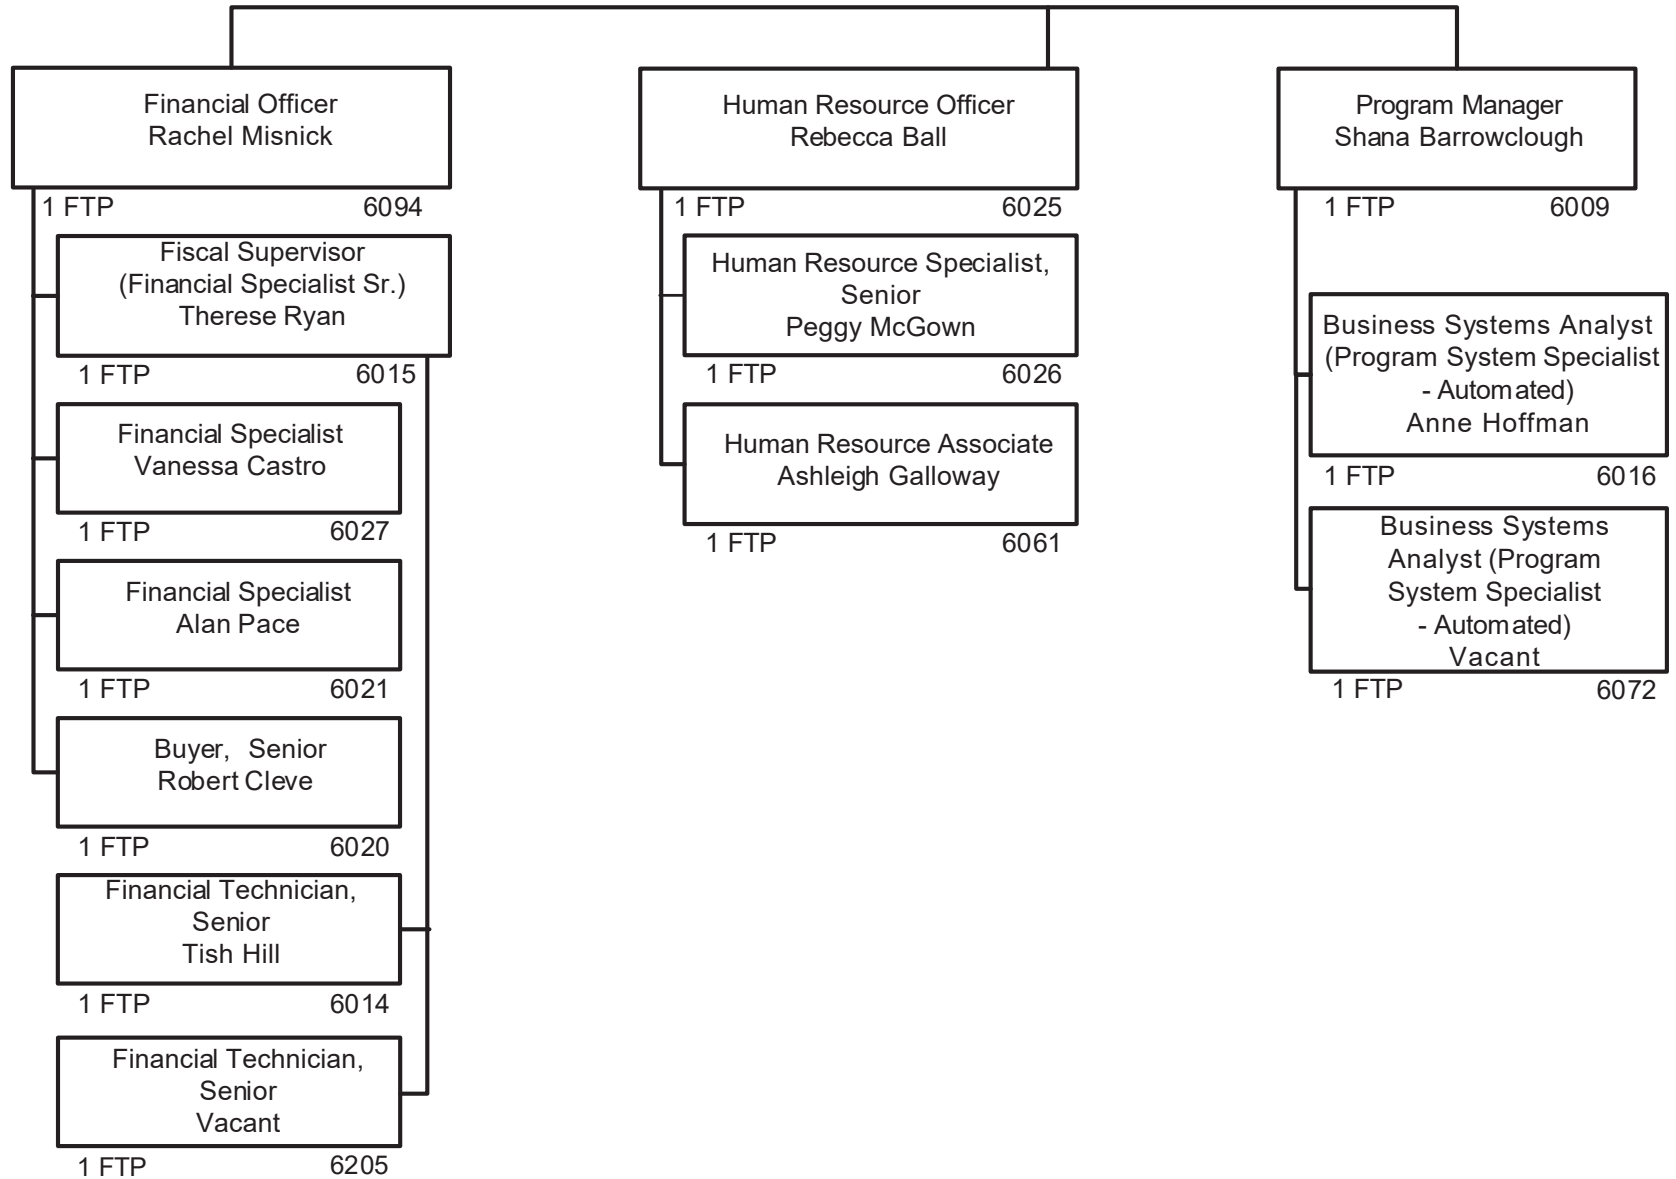 Financial Officer
Rachel Misnick
1 FTP 6094
Fiscal Supervisor
(Financial Specialist Sr.)
Therese Ryan
1 FTP 6015
Financial Specialist
Vanessa Castro
1 FTP 6027
Financial Specialist
Alan Pace
1 FTP 6021
Buyer, Senior
Robert Cleve
1 FTP 6020
Financial Technician,
Senior
Tish Hill
1 FTP 6014
Financial Technician,
Senior
Vacant
1 FTP 6205
Human Resource Officer
Rebecca Ball
1 FTP 6025
Human Resource Specialist,
Senior
Peggy McGown
1 FTP 6026
Human Resource Associate
Ashleigh Galloway
1 FTP 6061
Program Manager
Shana Barrowclough
1 FTP 6009
Business Systems Analyst
(Program System Specialist
- Automated)
Anne Hoffman
1 FTP 6016
Business Systems
Analyst (Program
System Specialist
- Automated)
Vacant
1 FTP 6072